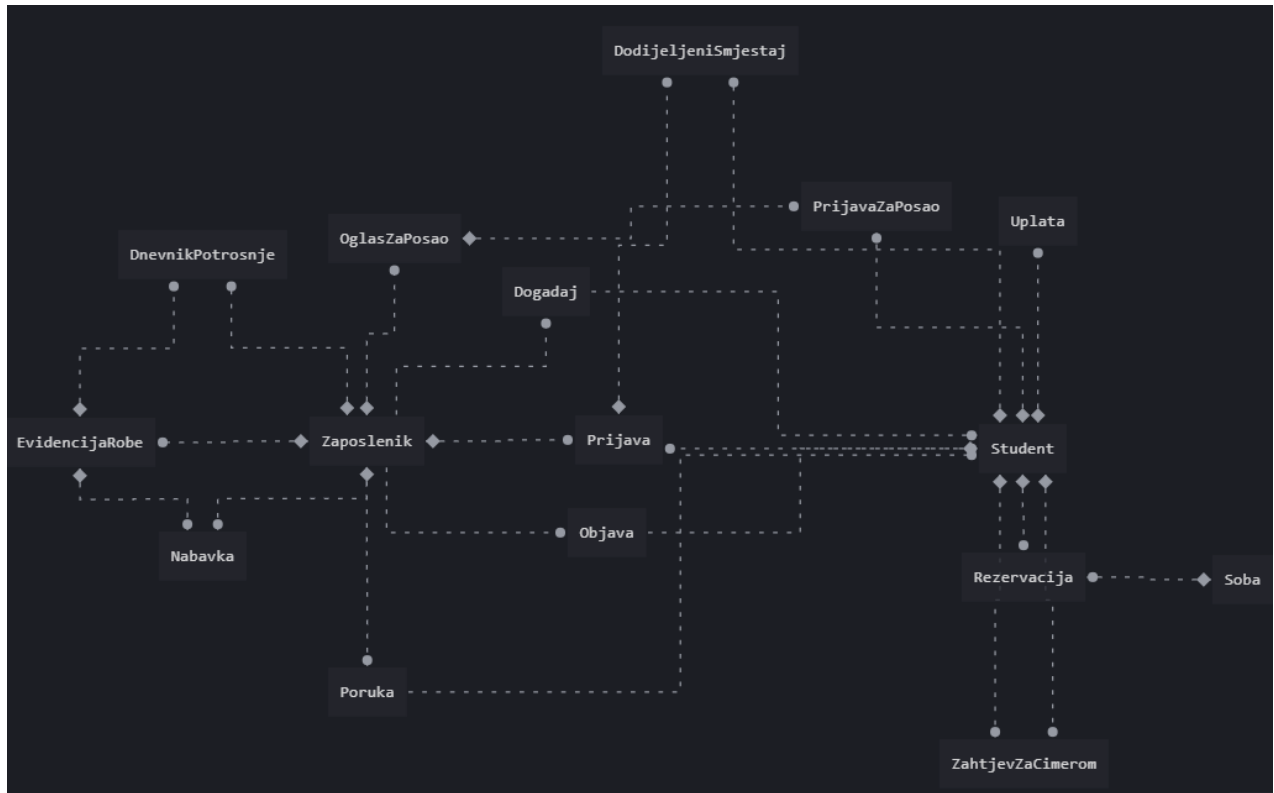 DodijeljeniSmjestaj
PrijavaZaPosao
Uplata
OglasZaPosao
DnevnikPotrosnje
Dogadaj
EvidencijaRobe
Zaposlenik
Prijava
Student
Objava
Nabavka
Rezervacija
Soba
Poruka
ZahtjevZaCimerom